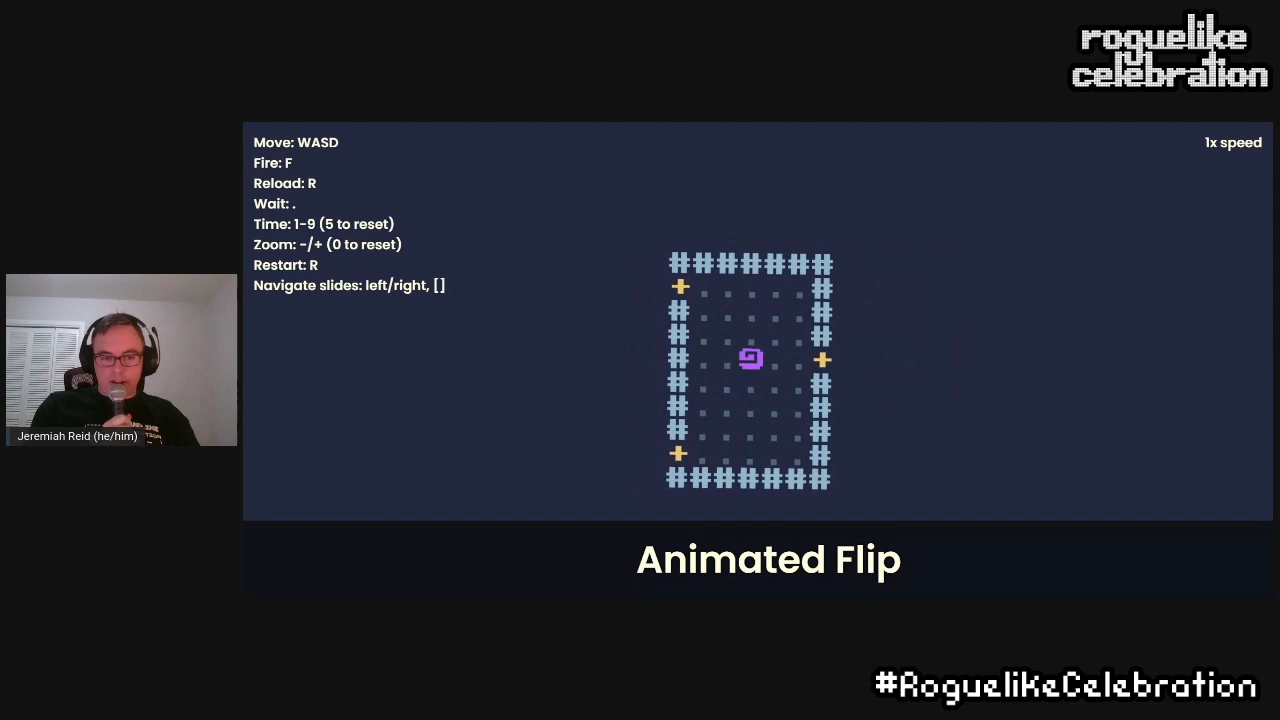 roguelike
celebration
Move: WASD
1x speed
Fire: F
Reload: R
Wait: .
Time: 1-9 (5 to reset)
Zoom: -/+ (0 to reset)
Restart: R
Navigate slides: left/right, []
#######
+.....#
#.....#
#.....#
#..@..+
#.....#
#.....#
#.....#
+.....#
#######
Jeremiah Reid (he/him)
Animated Flip
#RoguelikeCelebration